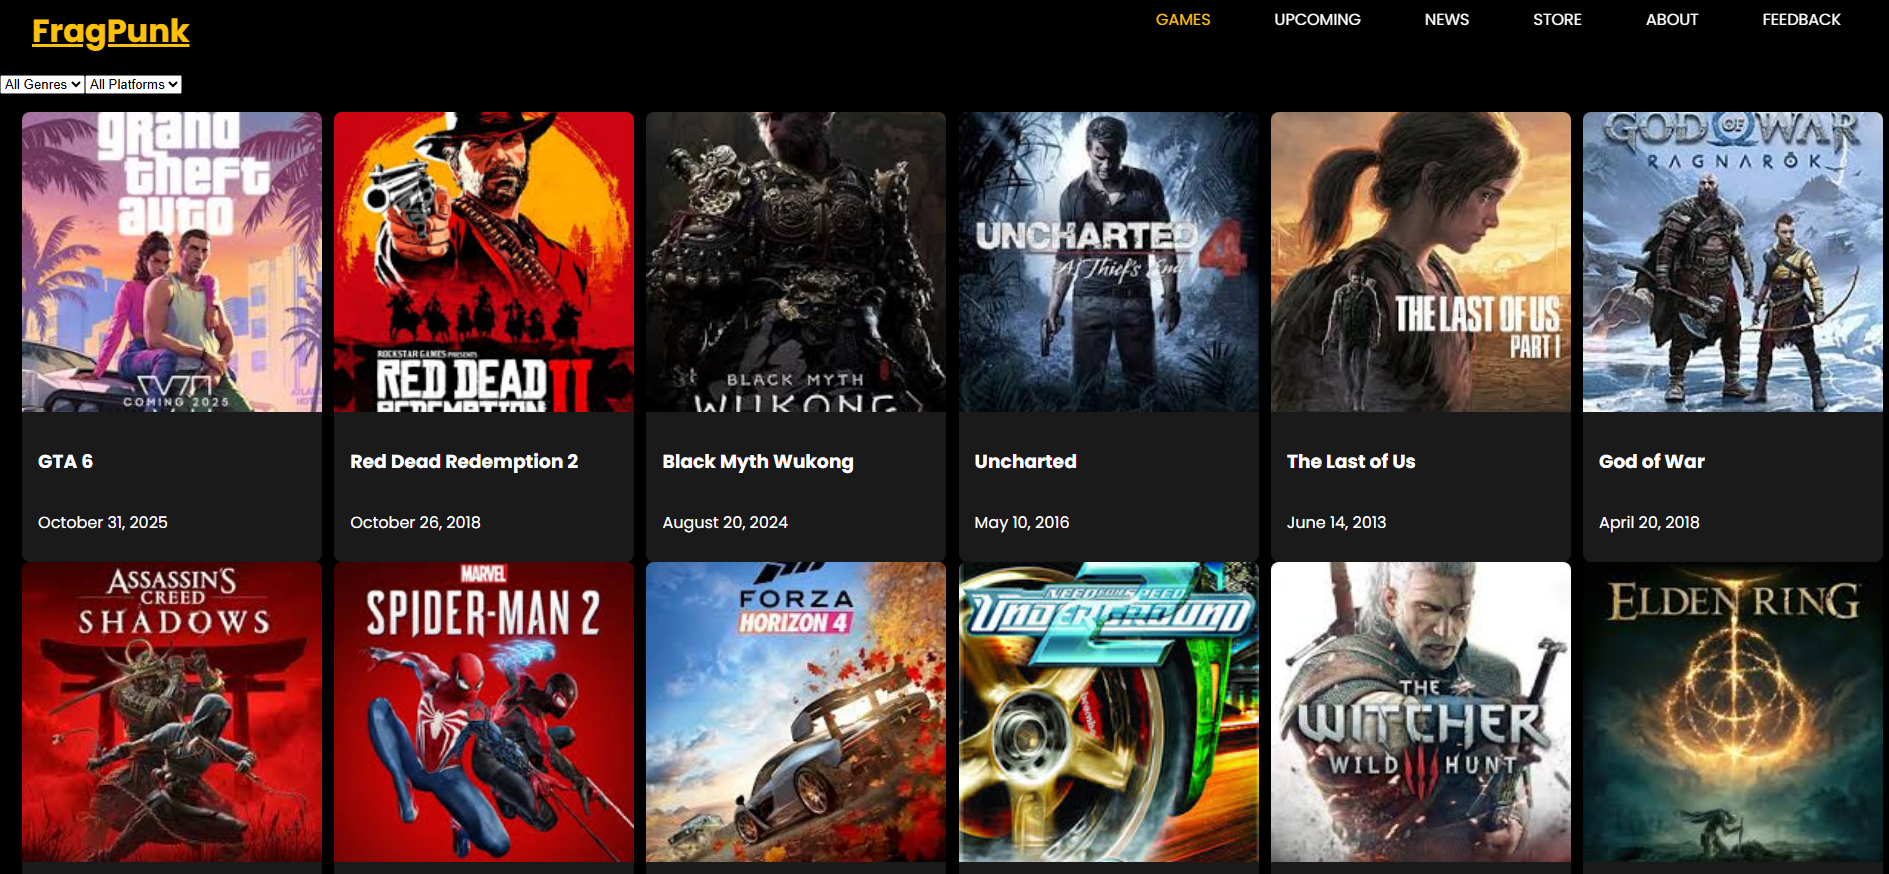 FragPunk
GAMES UPCOMING NEWS STORE ABOUT FEEDBACK
All Genres All Platforms
grand
theft
auto
VI
COMING 2025
ROCKSTAR GAMES PRESENTS
RED DEAD
REDEMPTION II
BLACK MYTH
WUKONG
UNCHARTED 4
A Thief's End
THE LAST OF US
PART I
GOD OF WAR
RAGNARÖK
GTA 6
October 31, 2025
Red Dead Redemption 2
October 26, 2018
Black Myth Wukong
August 20, 2024
Uncharted
May 10, 2016
The Last of Us
June 14, 2013
God of War
April 20, 2018
ASSASSIN'S
CREED
SHADOWS
MARVEL
SPIDER-MAN 2
FORZA
HORIZON 4
NEED FOR SPEED
UNDERGROUND
2
brembo
THE
WITCHER
WILD III HUNT
ELDEN RING